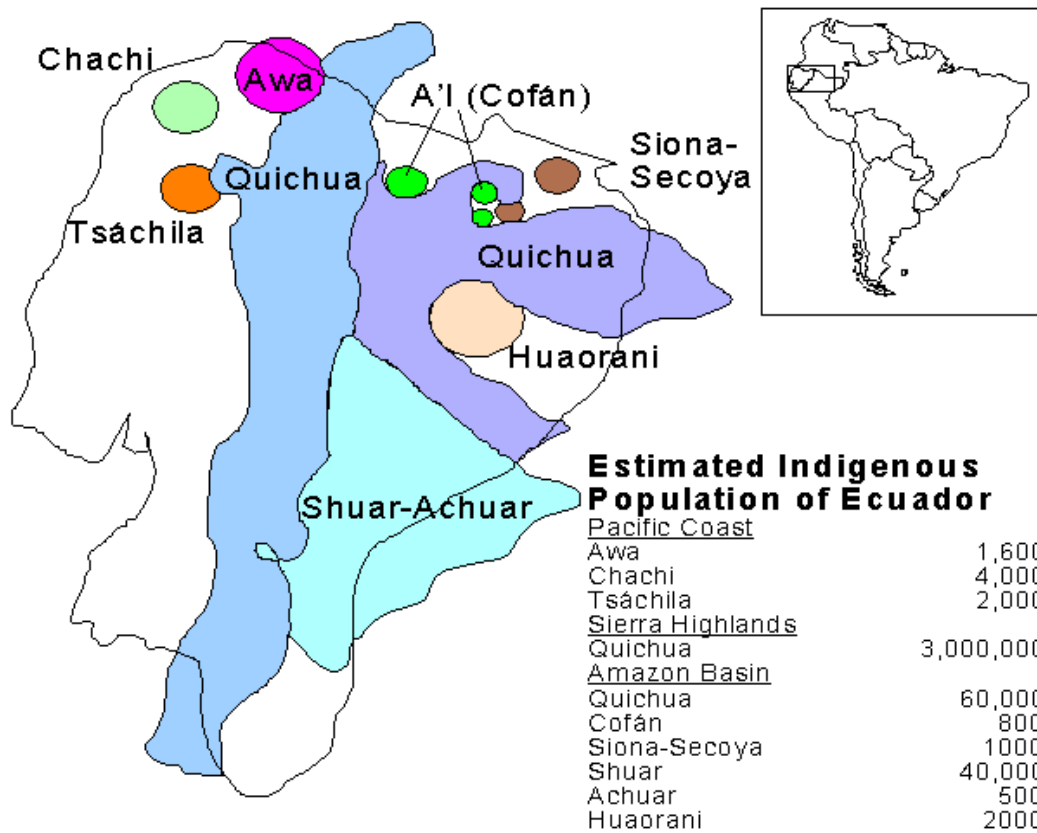 Chachi
Awa
A'I (Cofán)
Siona-
Secoya
Quichua
Tsáchila
Quichua
Huaorani
Shuar-Achuar
Estimated Indigenous
Population of Ecuador
Pacific Coast
Awa 1,600
Chachi 4,000
Tsáchila 2,000
Sierra Highlands
Quichua 3,000,000
Amazon Basin
Quichua 60,000
Cofán 800
Siona-Secoya 1000
Shuar 40,000
Achuar 500
Huaorani 2000